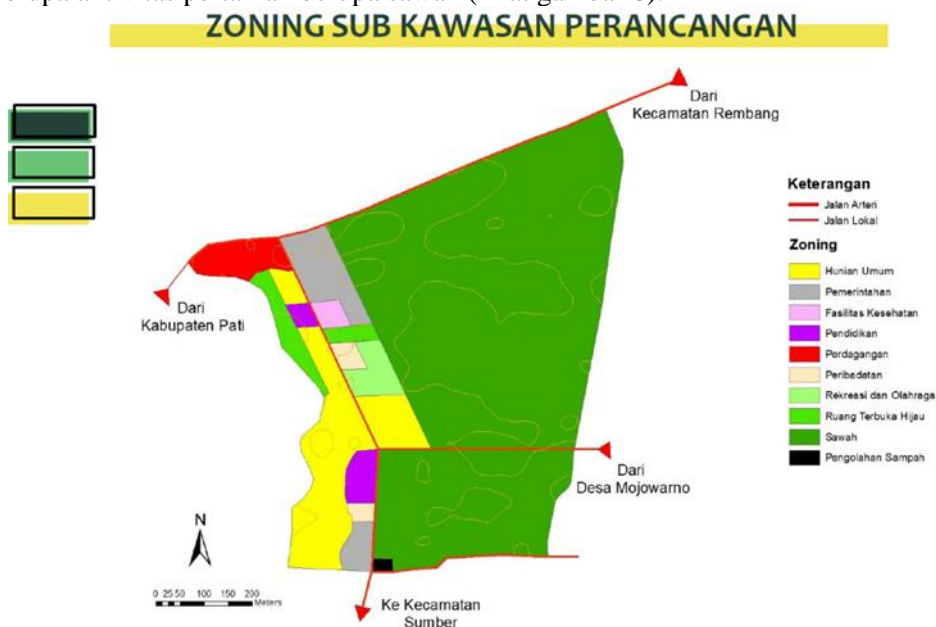 ZONING SUB KAWASAN PERANCANGAN
Dari
Kecamatan Rembang
Keterangan
Jalan Arteri
Jalan Lokal
Zoning
Hunian Umum
Pemerintahan
Fasilitas Kesehatan
Pendidikan
Perdagangan
Peribadatan
Rekreasi dan Olahraga
Ruang Terbuka Hijau
Sawah
Pengolahan Sampah
Dari
Kabupaten Pati
Dari
Desa Mojowarno
N
0 25 50 100 150 200
Meters
Ke Kecamatan
Sumber